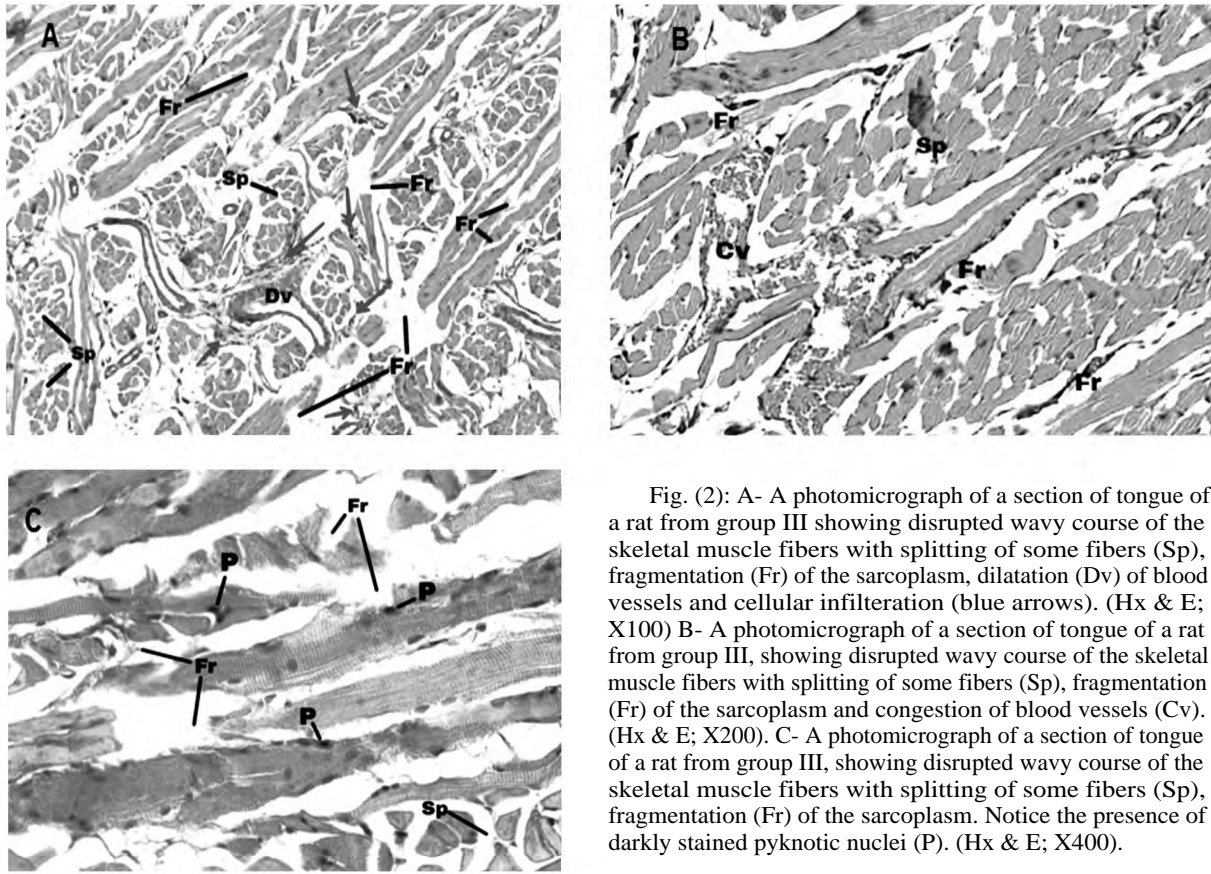 A
Fr
Sp
Fr
Fr
Dv
Sp
Fr
B
Fr
Sp
Cv
Fr
Fr
C
Fr
P
P
Fr
P
Sp
Fig. (2): A- A photomicrograph of a section of tongue of
a rat from group III showing disrupted wavy course of the
skeletal muscle fibers with splitting of some fibers (Sp),
fragmentation (Fr) of the sarcoplasm, dilatation (Dv) of blood
vessels and cellular infilteration (blue arrows). (Hx & E;
X100) B- A photomicrograph of a section of tongue of a rat
from group III, showing disrupted wavy course of the skeletal
muscle fibers with splitting of some fibers (Sp), fragmentation
(Fr) of the sarcoplasm and congestion of blood vessels (Cv).
(Hx & E; X200). C- A photomicrograph of a section of tongue
of a rat from group III, showing disrupted wavy course of the
skeletal muscle fibers with splitting of some fibers (Sp),
fragmentation (Fr) of the sarcoplasm. Notice the presence of
darkly stained pyknotic nuclei (P). (Hx & E; X400).